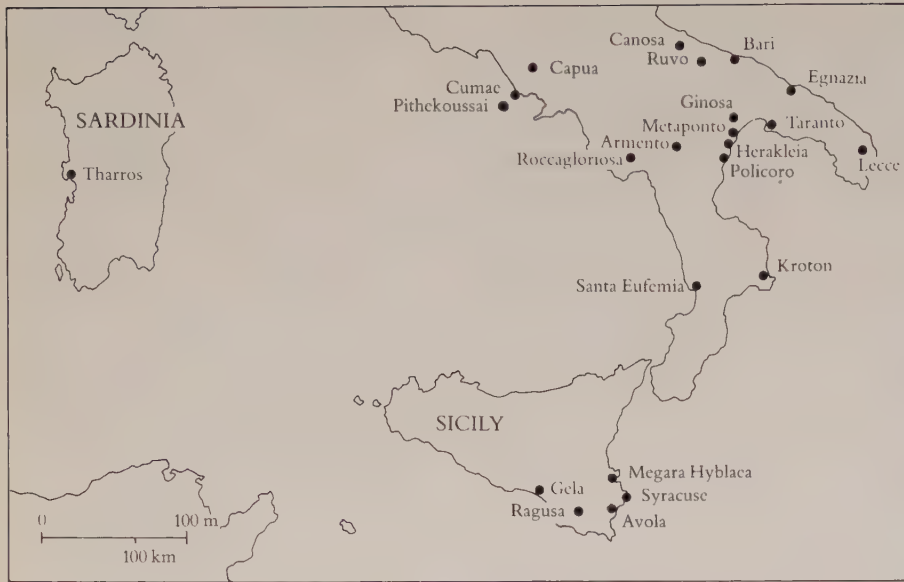 Canosa
Bari
Ruvo
Capua
Egnazia
Cumae
Pithekoussai
Ginosa
SARDINIA
Metaponto
Taranto
Armento
Herakleia
Roccagloriosa
Lecce
Policoro
Tharros
Kroton
Santa Eufemia
SICILY
Megara Hyblaea
Gela
Syracuse
Ragusa
Avola
0 100 m
100 km